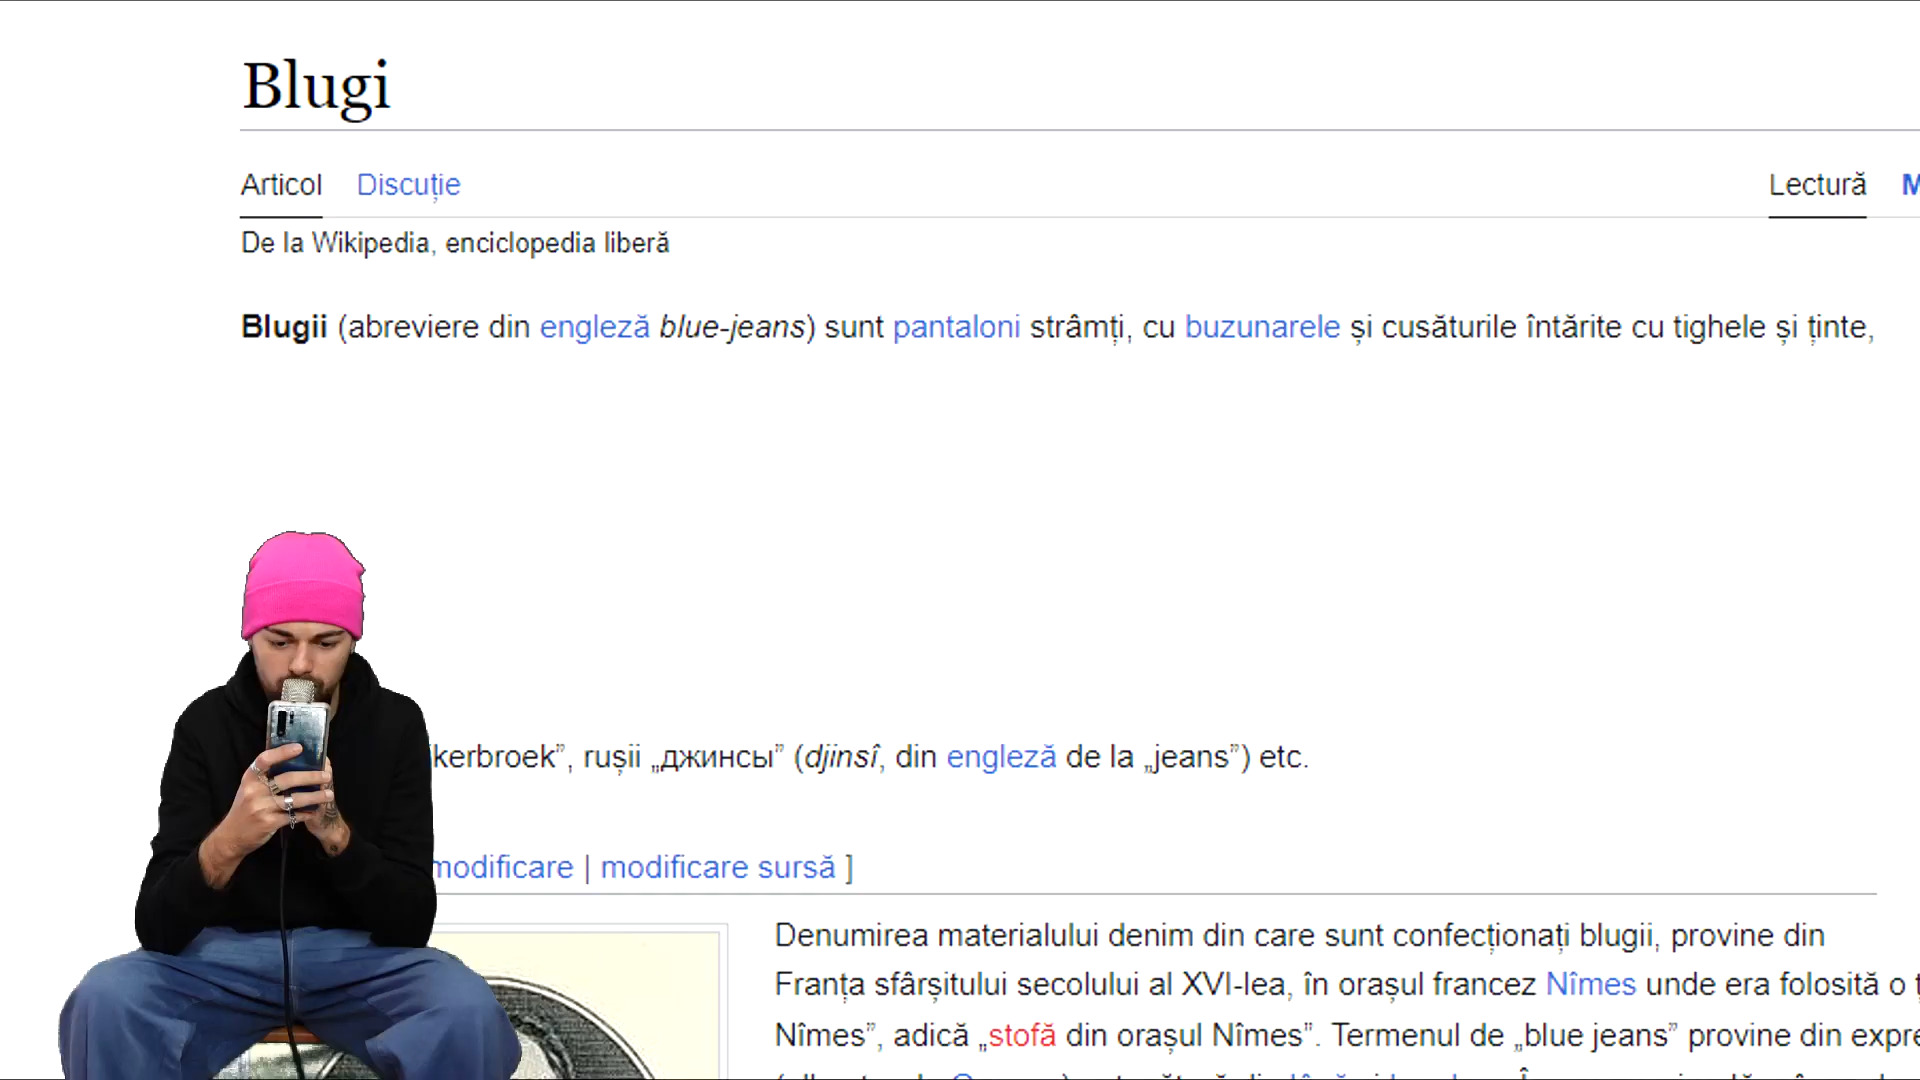 Blugi
Articol Discuție Lectură
De la Wikipedia, enciclopedia liberă
Blugii (abreviere din engleză blue-jeans) sunt pantaloni strâmți, cu buzunarele și cusăturile întărite cu tighele și ținte,
kerbroek”, rușii „джинсы” (djinsî, din engleză de la „jeans”) etc.
modificare | modificare sursă ]
Denumirea materialului denim din care sunt confecționați blugii, provine din
Franța sfârșitului secolului al XVI-lea, în orașul francez Nîmes unde era folosită o
Nîmes”, adică „stofă din orașul Nîmes”. Termenul de „blue jeans” provine din